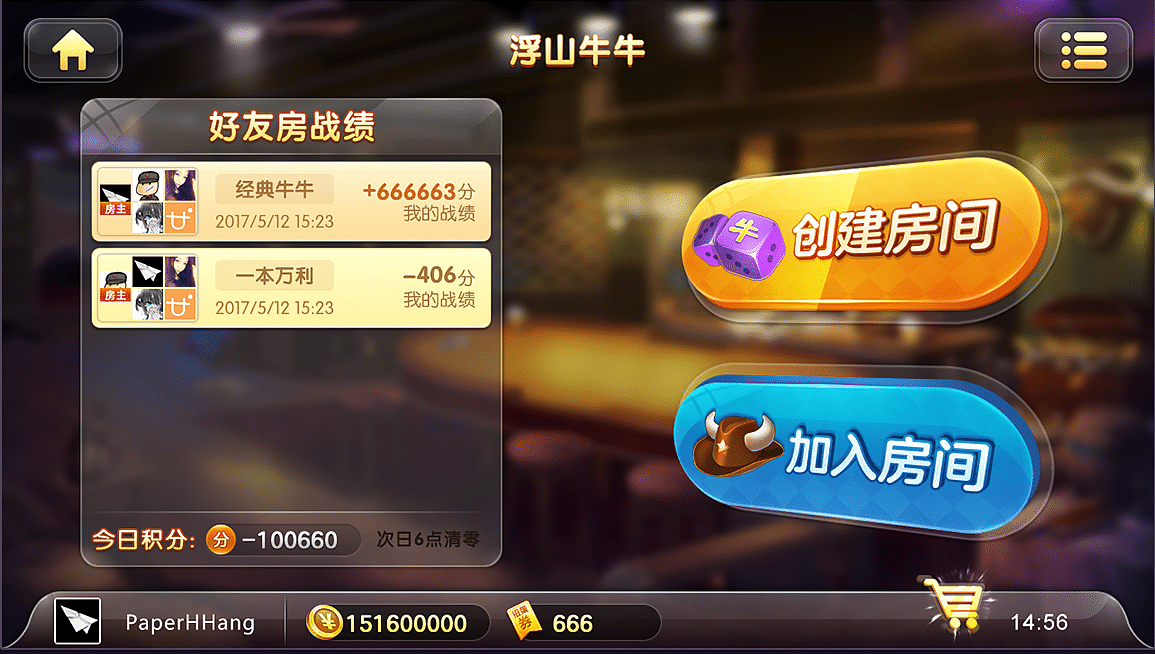 浮山牛牛
好友房战绩
房主
经典牛牛
+666663分
2017/5/12 15:23
我的战绩
房主
一本万利
-406分
2017/5/12 15:23
我的战绩
今日积分: 分 -100660 次日6点清零
牛
创建房间
加入房间
PaperHHang
¥ 151600000
券
666
14:56